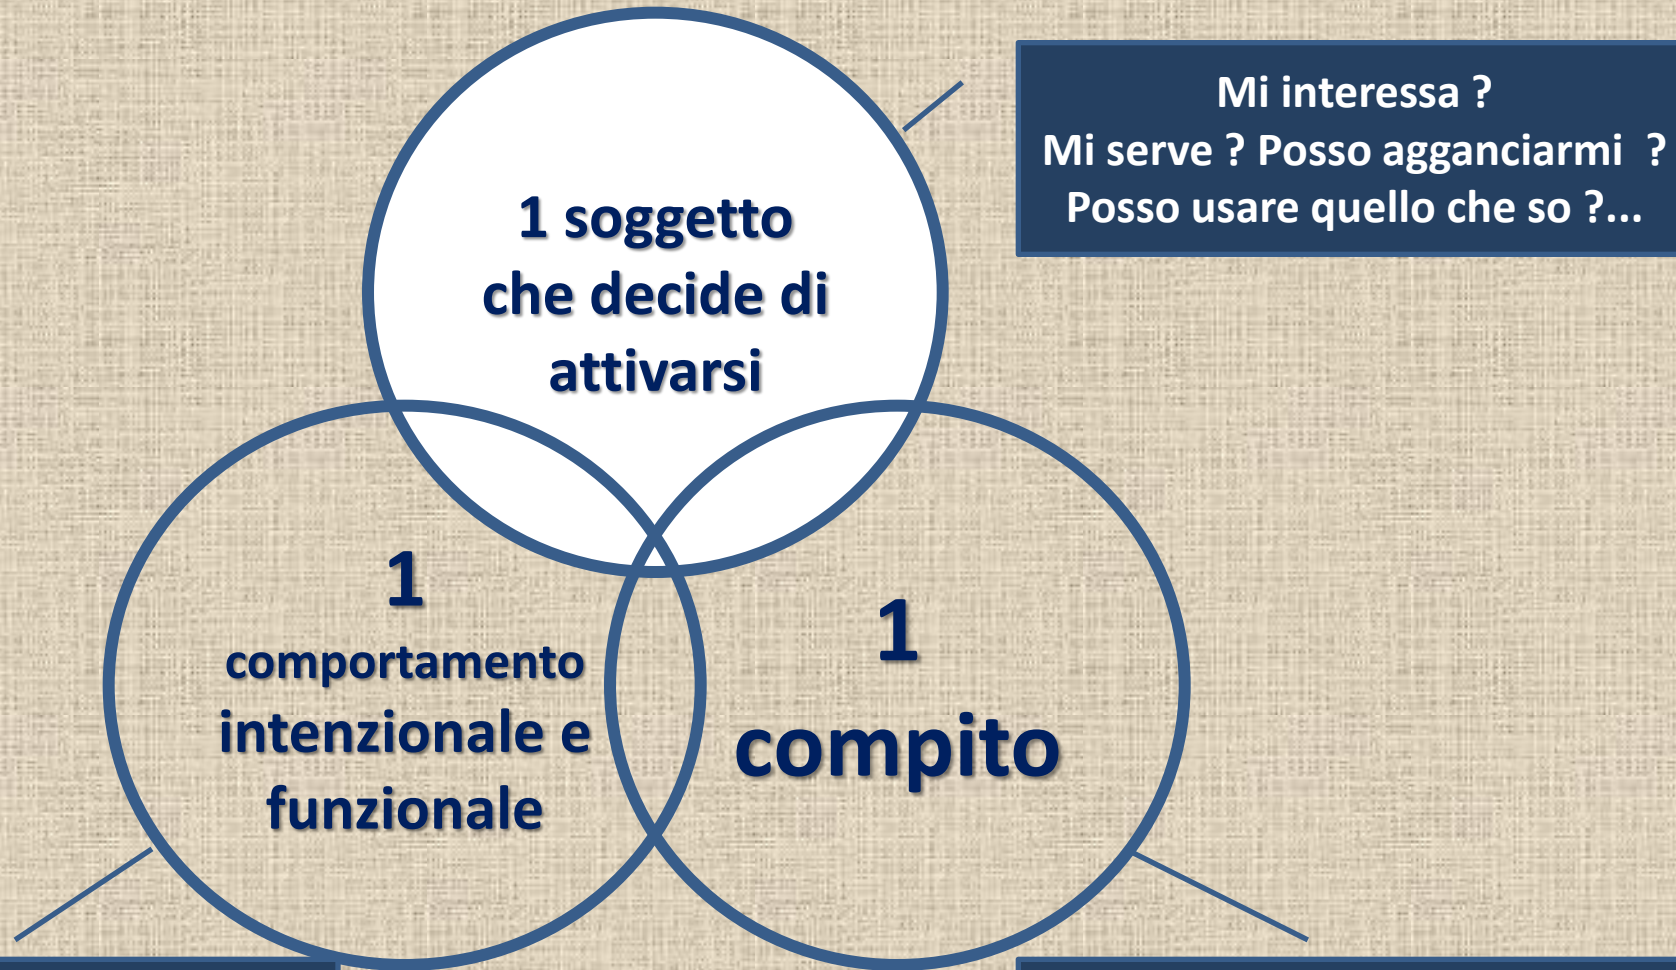 Mi interessa ?
Mi serve ? Posso agganciarmi ?
Posso usare quello che so ?...
1 soggetto
che decide di
attivarsi
1
comportamento
intenzionale e
funzionale
1
compito